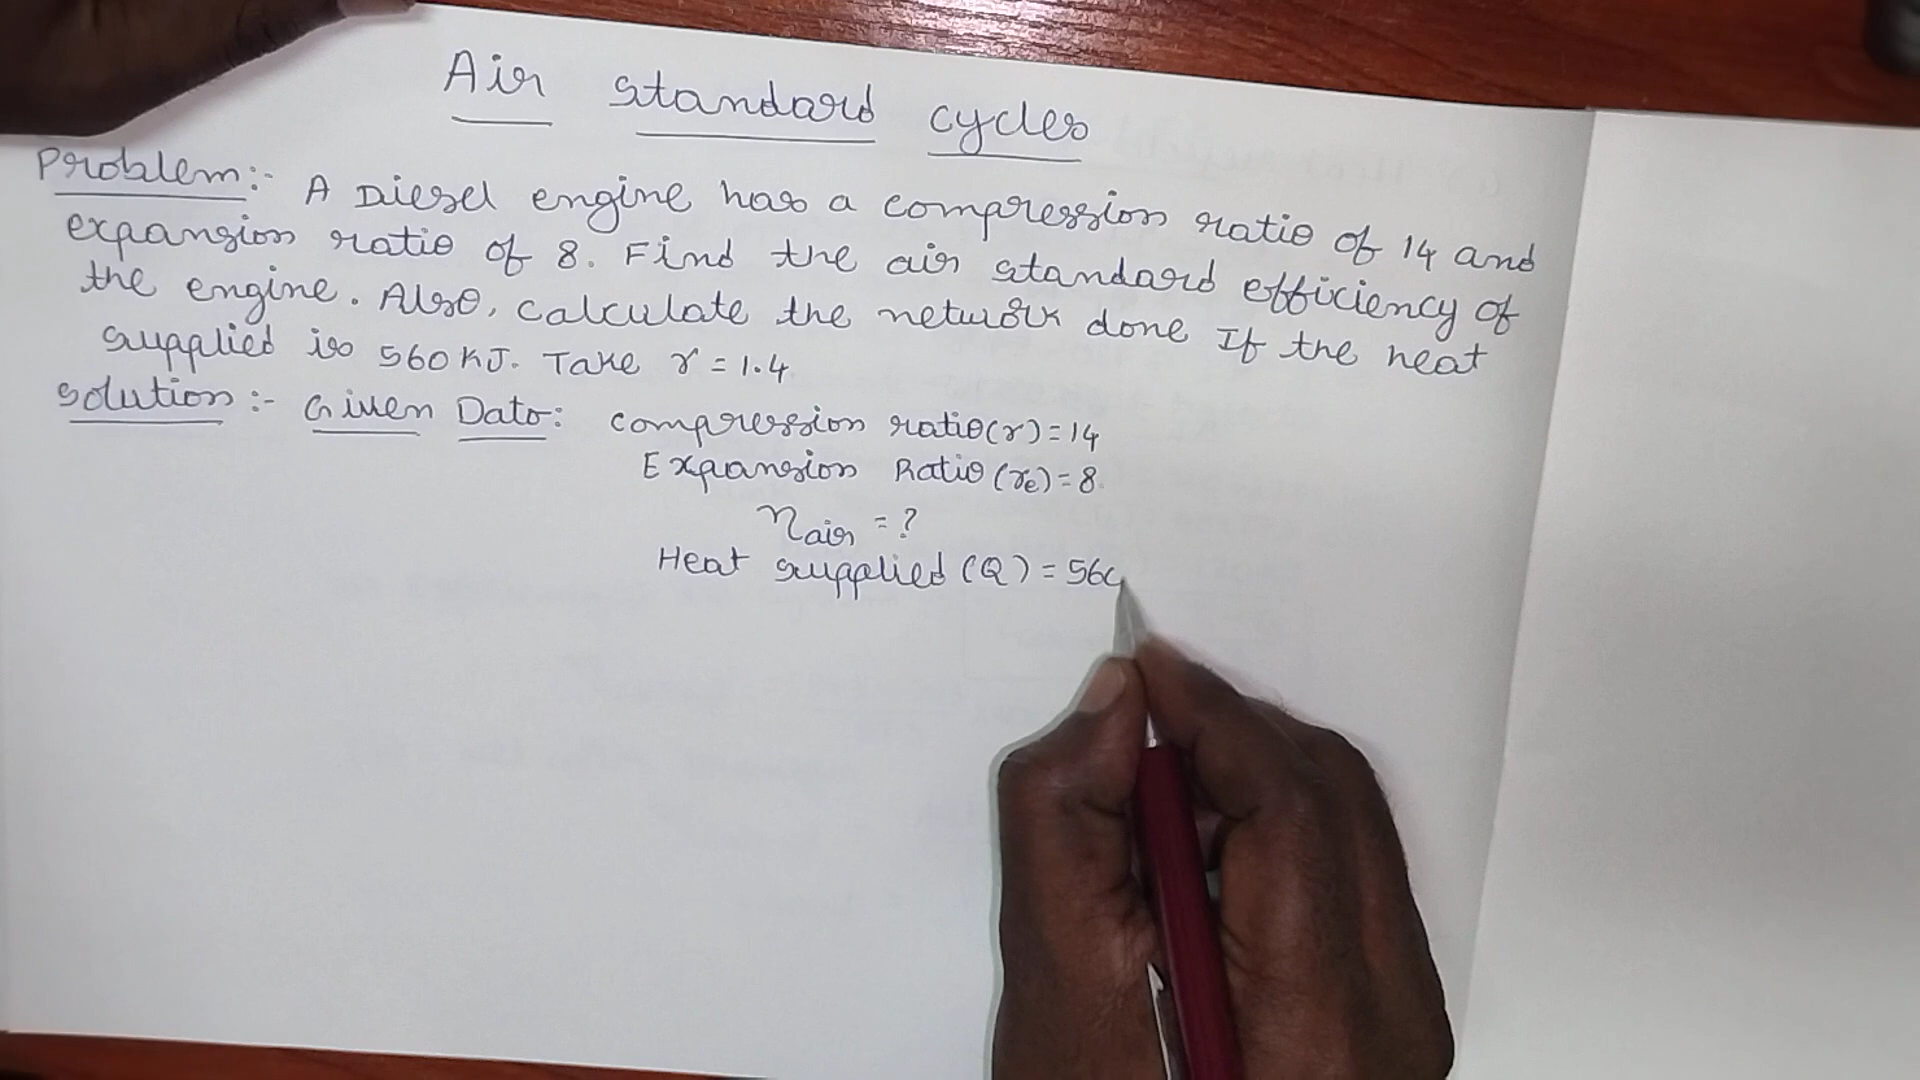 Air standard cycles
Problem:- A Diesel engine has a compression ratio of 14 and
expansion ratio of 8. Find the air standard efficiency of
the engine. Also, calculate the network done If the heat
supplied is 560 KJ. Take γ = 1.4.
Solution:- Given Data: compression ratio(r)=14
Expansion Ratio (re)=8.
ηair = ?
Heat supplied (Q) = 560